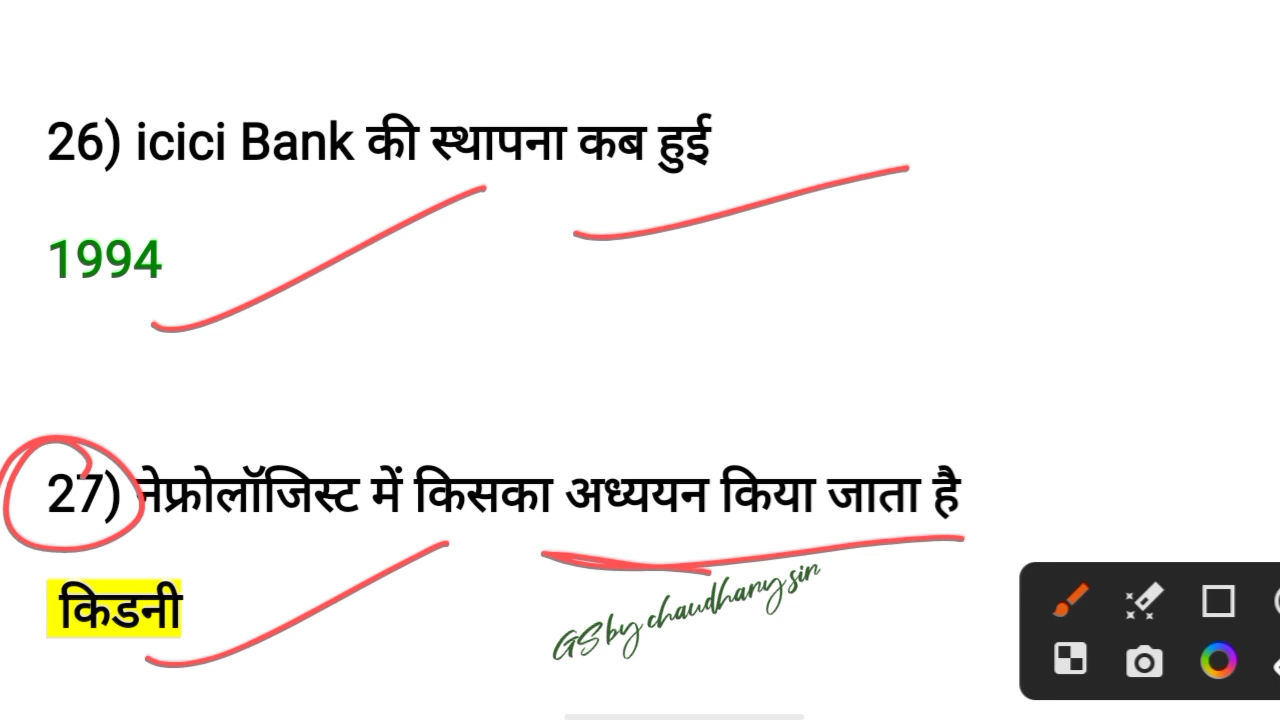 26) icici Bank की स्थापना कब हुई
1994
27) नेफ्रोलॉजिस्ट में किसका अध्ययन किया जाता है
किडनी
GS by chaudhary sir